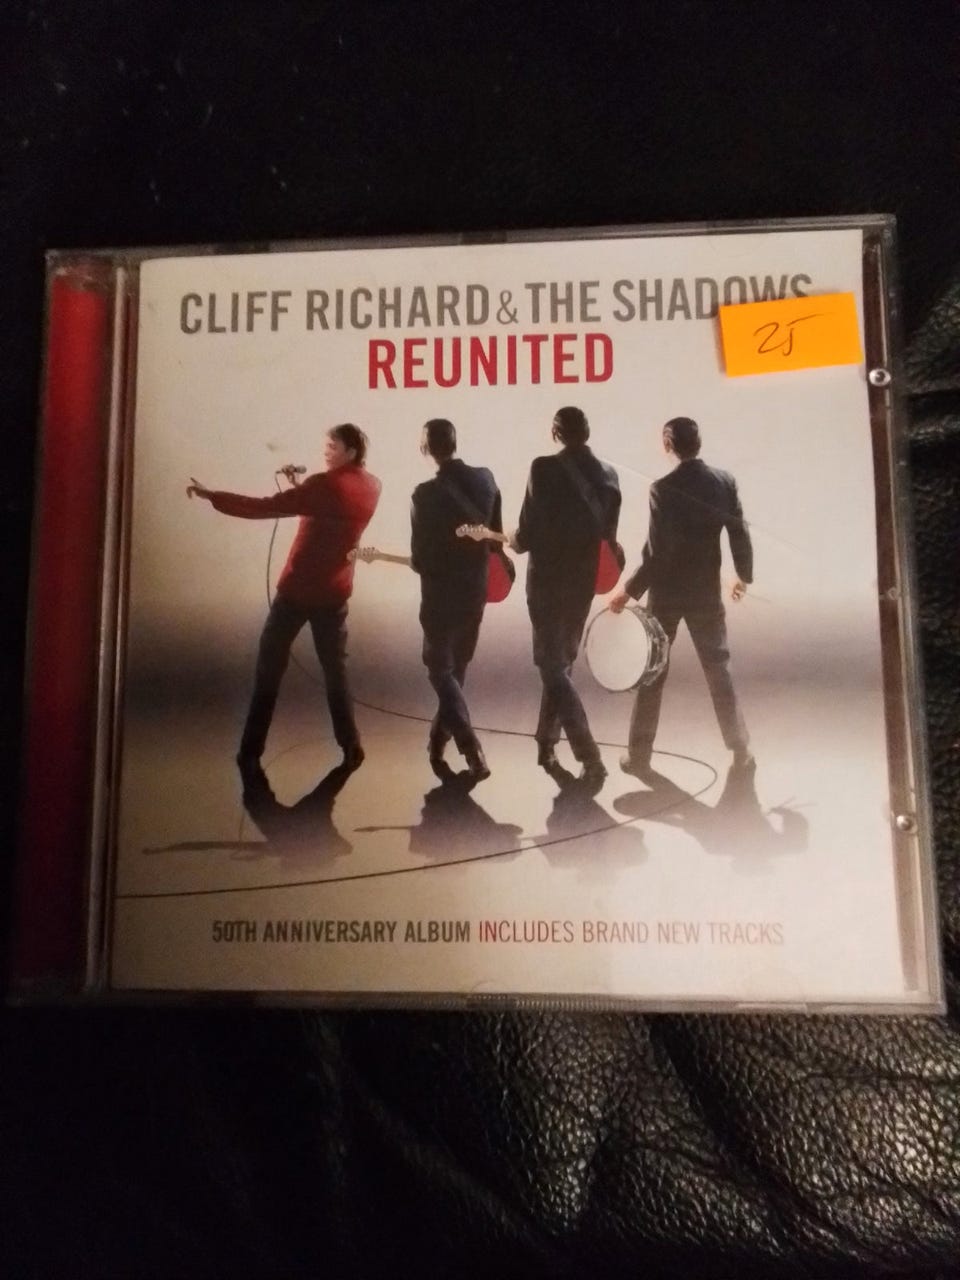 CLIFF RICHARD & THE SHADOWS
REUNITED
25
50TH ANNIVERSARY ALBUM INCLUDES BRAND NEW TRACKS